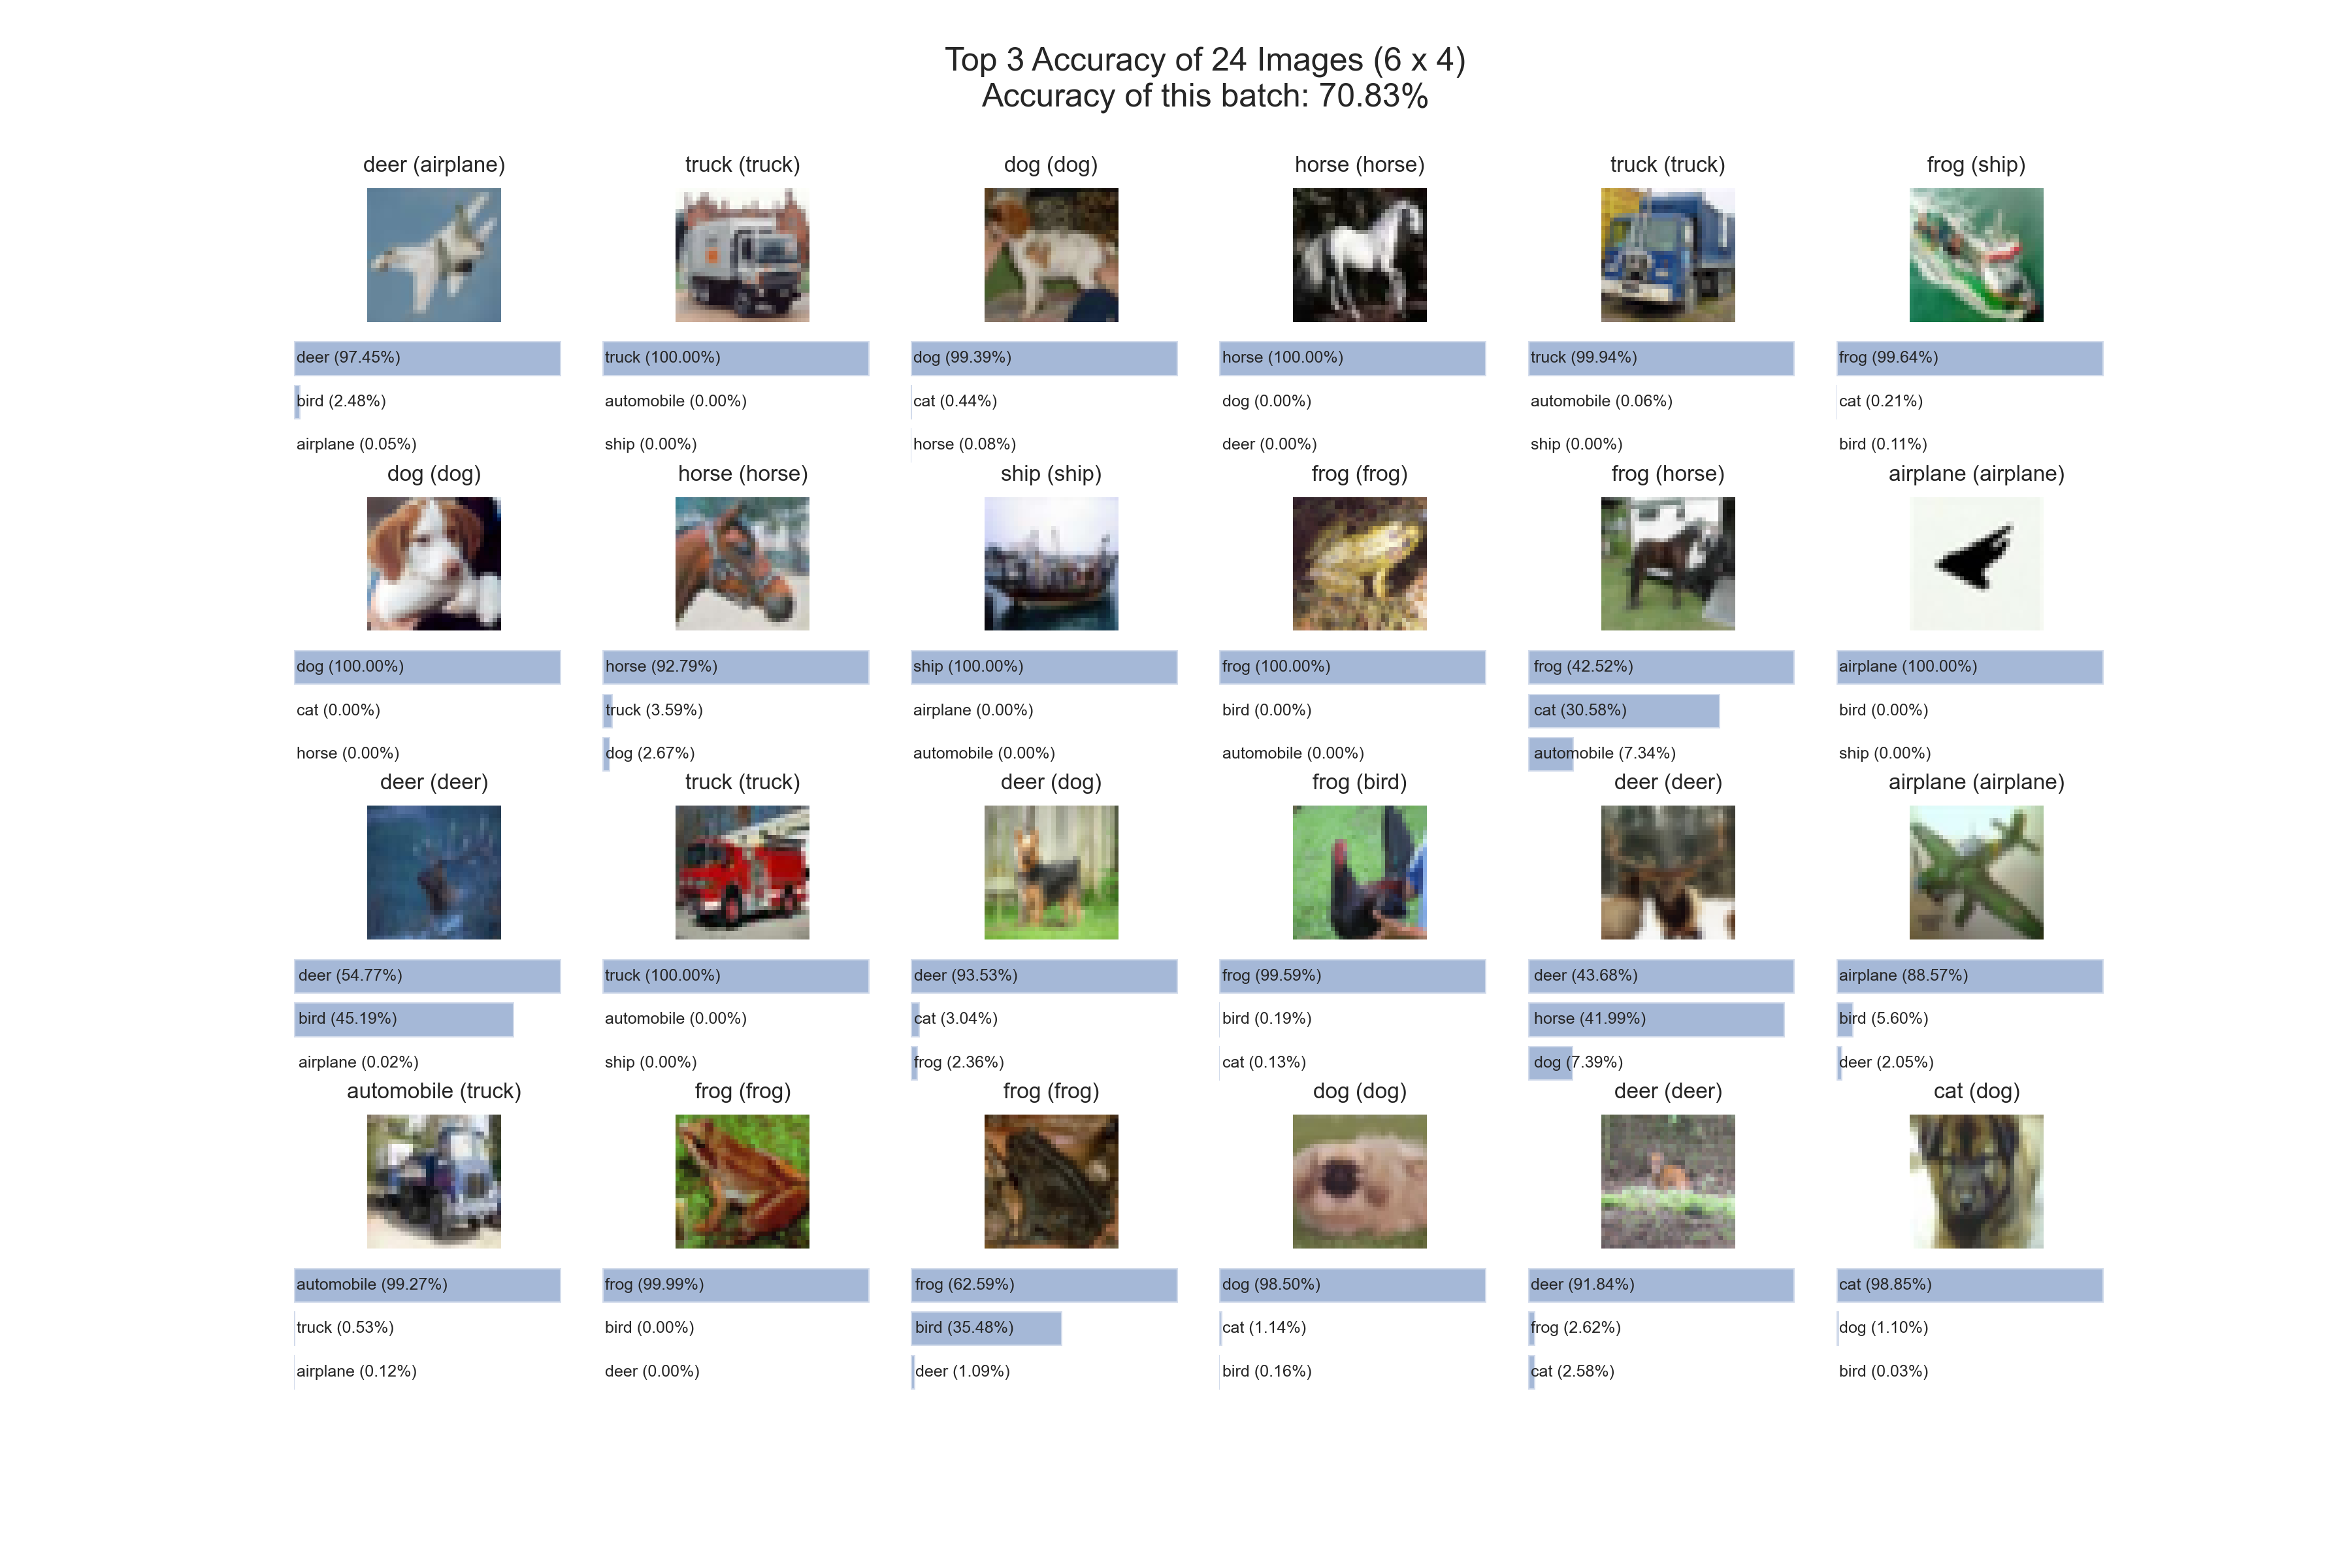 Top 3 Accuracy of 24 Images (6 x 4)
Accuracy of this batch: 70.83%
deer (airplane)
deer (97.45%)
bird (2.48%)
airplane (0.05%)
truck (truck)
truck (100.00%)
automobile (0.00%)
ship (0.00%)
dog (dog)
dog (99.39%)
cat (0.44%)
horse (0.08%)
horse (horse)
horse (100.00%)
dog (0.00%)
deer (0.00%)
truck (truck)
truck (99.94%)
automobile (0.06%)
ship (0.00%)
frog (ship)
frog (99.64%)
cat (0.21%)
bird (0.11%)
dog (dog)
dog (100.00%)
cat (0.00%)
horse (0.00%)
horse (horse)
horse (92.79%)
truck (3.59%)
dog (2.67%)
ship (ship)
ship (100.00%)
airplane (0.00%)
automobile (0.00%)
frog (frog)
frog (100.00%)
bird (0.00%)
automobile (0.00%)
frog (horse)
frog (42.52%)
cat (30.58%)
automobile (7.34%)
airplane (airplane)
airplane (100.00%)
bird (0.00%)
ship (0.00%)
deer (deer)
deer (54.77%)
bird (45.19%)
airplane (0.02%)
truck (truck)
truck (100.00%)
automobile (0.00%)
ship (0.00%)
deer (dog)
deer (93.53%)
cat (3.04%)
frog (2.36%)
frog (bird)
frog (99.59%)
bird (0.19%)
cat (0.13%)
deer (deer)
deer (43.68%)
horse (41.99%)
dog (7.39%)
airplane (airplane)
airplane (88.57%)
bird (5.60%)
deer (2.05%)
automobile (truck)
automobile (99.27%)
truck (0.53%)
airplane (0.12%)
frog (frog)
frog (99.99%)
bird (0.00%)
deer (0.00%)
frog (frog)
frog (62.59%)
bird (35.48%)
deer (1.09%)
dog (dog)
dog (98.50%)
cat (1.14%)
bird (0.16%)
deer (deer)
deer (91.84%)
frog (2.62%)
cat (2.58%)
cat (dog)
cat (98.85%)
dog (1.10%)
bird (0.03%)